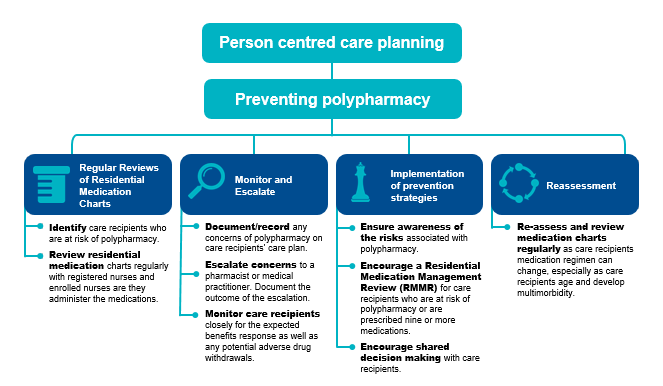 Person centred care planning
Preventing polypharmacy
Regular Reviews
of Residential
Medication
Charts
Identify care recipients who
are at risk of polypharmacy.
Review residential
medication charts regularly
with registered nurses and
enrolled nurses are they
administer the medications.
Monitor and
Escalate
Document/record any
concerns of polypharmacy on
care recipients' care plan.
Escalate concerns to a
pharmacist or medical
practitioner. Document the
outcome of the escalation.
Monitor care recipients
closely for the expected
benefits response as well as
any potential adverse drug
withdrawals.
Implementation
of prevention
strategies
Ensure awareness of
the risks associated with
polypharmacy.
Encourage a Residential
Medication Management
Review (RMMR) for care
recipients who are at risk of
polypharmacy or are
prescribed nine or more
medications.
Encourage shared
decision making with care
recipients.
Reassessment
Re-assess and review
medication charts
regularly as care recipients
medication regimen can
change, especially as care
recipients age and develop
multimorbidity.